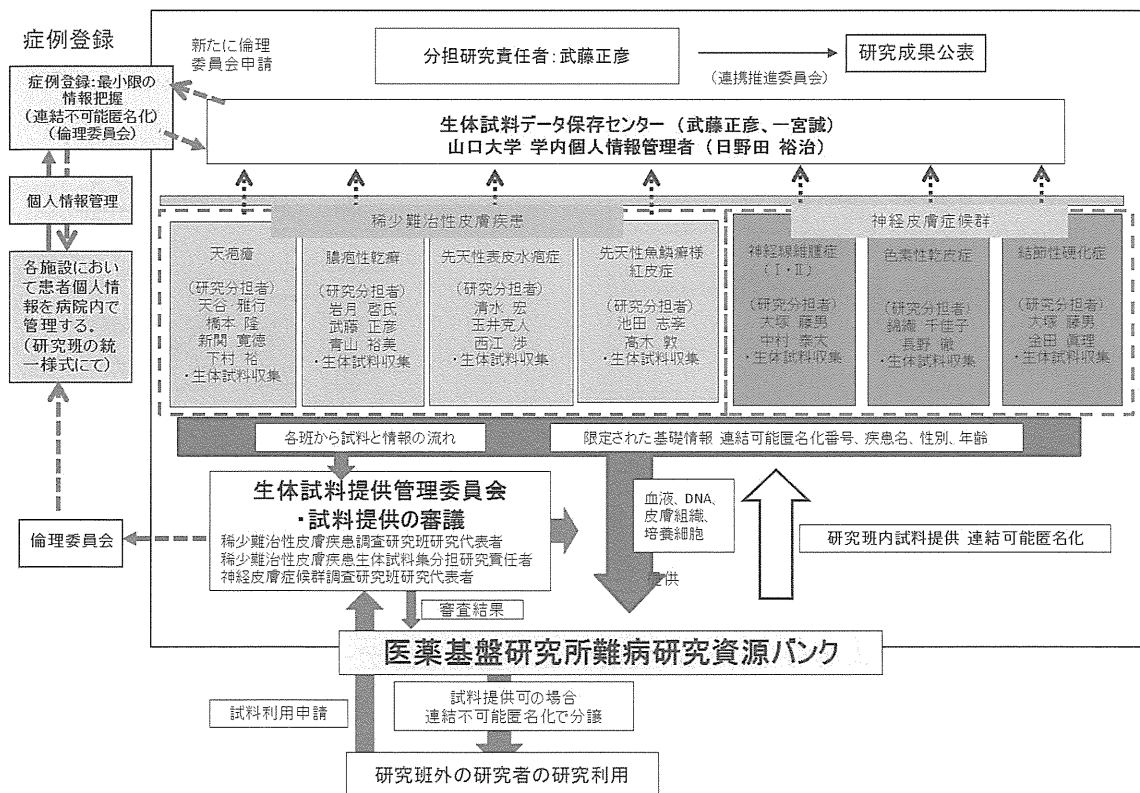 症例登録
新たに倫理
委員会申請
分担研究責任者：武藤正彦
（連携推進委員会）
研究成果公表
症例登録：最小限の
情報把握
（連結不可能匿名化）
（倫理委員会）
生体試料データ保存センター （武藤正彦、一宮誠）
山口大学 学内個人情報管理者 （日野田 裕治）
個人情報管理
各施設におい
て患者個人情
報を病院内で
管理する。
（研究班の統
一様式にて）
倫理委員会
稀少難治性皮膚疾患
神経皮膚症候群
天疱瘡
（研究分担者）
天谷 雅行
橋本 隆
新関 寛徳
下村 裕
・生体試料収集
膿疱性乾癬
（研究分担者）
岩月 啓氏
武藤 正彦
青山 裕美
・生体試料収集
先天性表皮水疱症
（研究分担者）
清水 宏
玉井克人
西江 渉
・生体試料収集
先天性魚鱗癬様
紅皮症
（研究分担者）
池田 志斈
高木 敦
・生体試料収集
神経線維腫症
（Ⅰ・Ⅱ）
（研究分担者）
大塚 藤男
中村 泰大
・生体試料収集
色素性乾皮症
（研究分担者）
錦織 千佳子
長野 徹
・生体試料収集
結節性硬化症
（研究分担者）
大塚 藤男
金田 眞理
・生体試料収集
各班から試料と情報の流れ
限定された基礎情報 連結可能匿名化番号、疾患名、性別、年齢
生体試料提供管理委員会
・試料提供の審議
稀少難治性皮膚疾患調査研究班研究代表者
稀少難治性皮膚疾患生体試料集分担研究責任者
神経皮膚症候群調査研究班研究代表者
血液、DNA、
皮膚組織、
培養細胞
提供
研究班内試料提供 連結可能匿名化
審査結果
医薬基盤研究所難病研究資源バンク
試料利用申請
試料提供可の場合
連結不可能匿名化で分譲
研究班外の研究者の研究利用